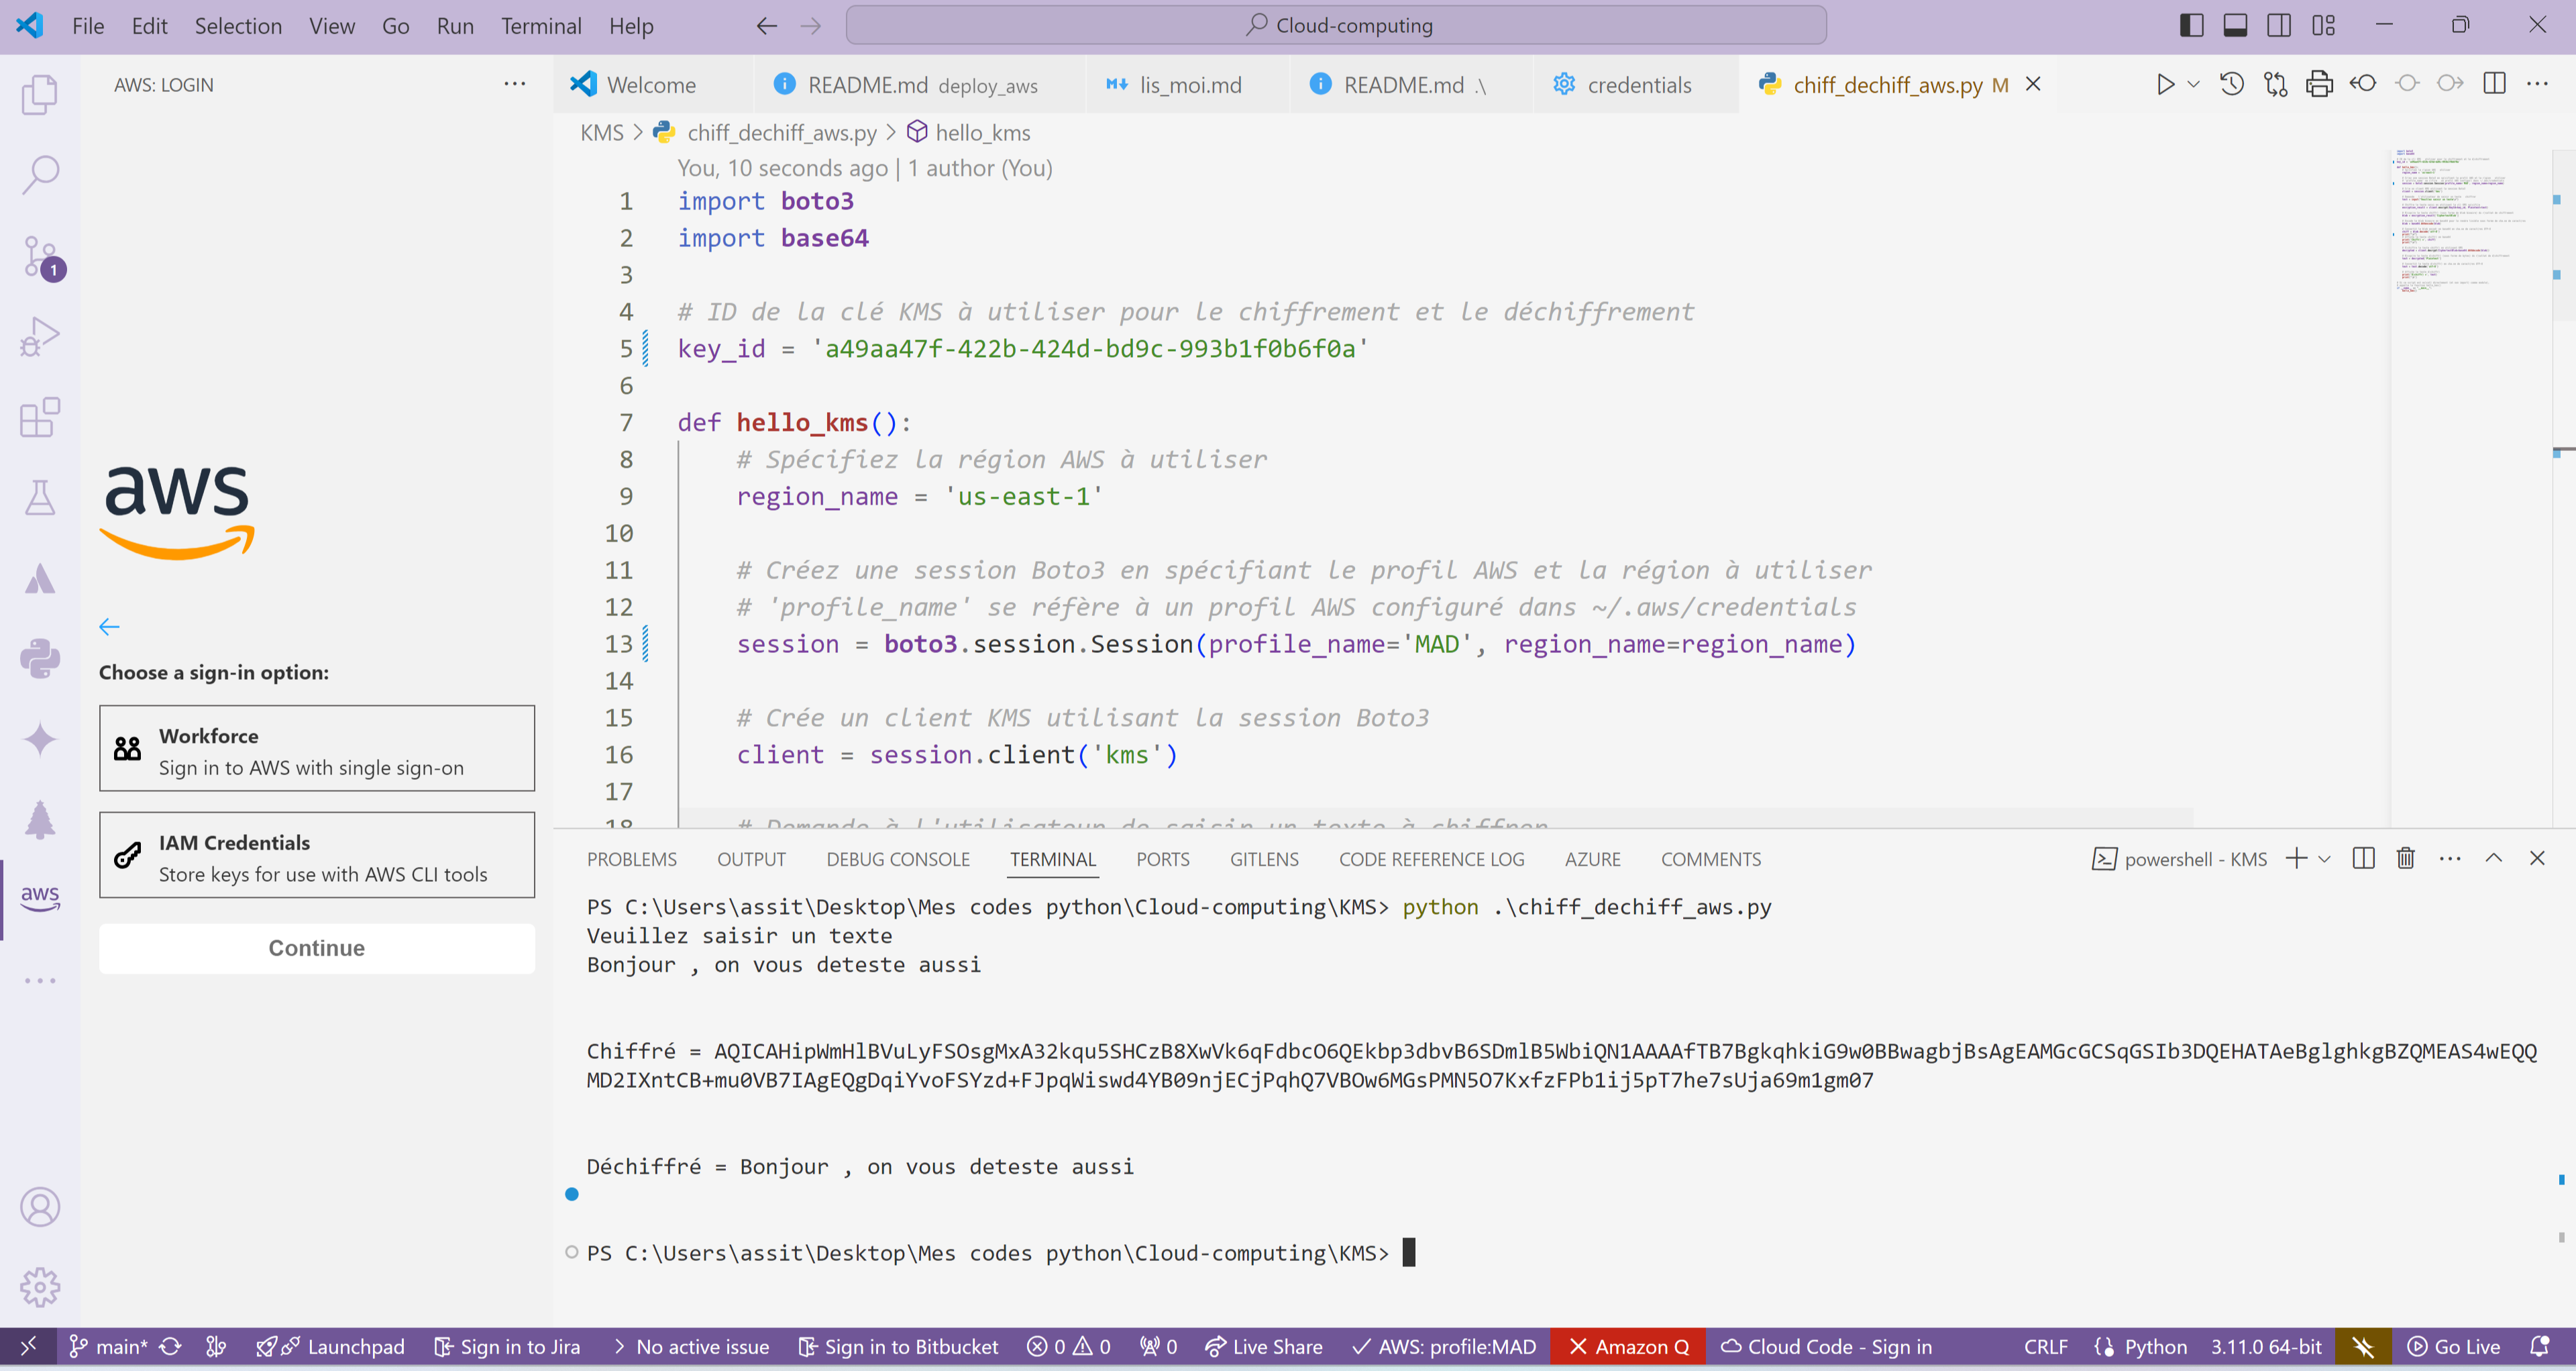 File Edit Selection View Go Run Terminal Help
Cloud-computing
AWS: LOGIN
Welcome
README.md deploy_aws
lis_moi.md
README.md .\
credentials
chiff_dechiff_aws.py M
KMS > chiff_dechiff_aws.py > hello_kms
You, 10 seconds ago | 1 author (You)
1 import boto3
2 import base64
3
4 # ID de la clé KMS à utiliser pour le chiffrement et le déchiffrement
5 key_id = 'a49aa47f-422b-424d-bd9c-993b1f0b6f0a'
6
7 def hello_kms():
8 # Spécifiez la région AWS à utiliser
9 region_name = 'us-east-1'
10
11 # Créez une session Boto3 en spécifiant le profil AWS et la région à utiliser
12 # 'profile_name' se réfère à un profil AWS configuré dans ~/.aws/credentials
13 session = boto3.session.Session(profile_name='MAD', region_name=region_name)
14
15 # Crée un client KMS utilisant la session Boto3
16 client = session.client('kms')
17
18 # Demande à l'utilisateur de saisir un texte à chiffrer
1
aws
Choose a sign-in option:
Workforce
Sign in to AWS with single sign-on
IAM Credentials
Store keys for use with AWS CLI tools
Continue
aws
PROBLEMS OUTPUT DEBUG CONSOLE TERMINAL PORTS GITLENS CODE REFERENCE LOG AZURE COMMENTS
powershell - KMS
PS C:\Users\assit\Desktop\Mes codes python\Cloud-computing\KMS> python .\chiff_dechiff_aws.py
Veuillez saisir un texte
Bonjour , on vous deteste aussi
Chiffré = AQICAHipWmHlBVuLyFSOsgMxA32kqu5SHCzB8XwVk6qFdbcO6QEkbp3dbvB6SDmlB5WbiQN1AAAAfTB7BgkqhkiG9w0BBwagbjBsAgEAMGcGCSqGSIb3DQEHATAeBglghkgBZQMEAS4wEQQ
MD2IXntCB+mu0VB7IAgEQgDqiYvoFSYzd+FJpqWiswd4YB09njECjPqhQ7VBOw6MGsPMN5O7KxfzFPb1ij5pT7he7sUja69m1gm07
Déchiffré = Bonjour , on vous deteste aussi
PS C:\Users\assit\Desktop\Mes codes python\Cloud-computing\KMS>
main* Launchpad Sign in to Jira No active issue Sign in to Bitbucket 0 0 0 Live Share AWS: profile:MAD Amazon Q Cloud Code - Sign in CRLF Python 3.11.0 64-bit Go Live